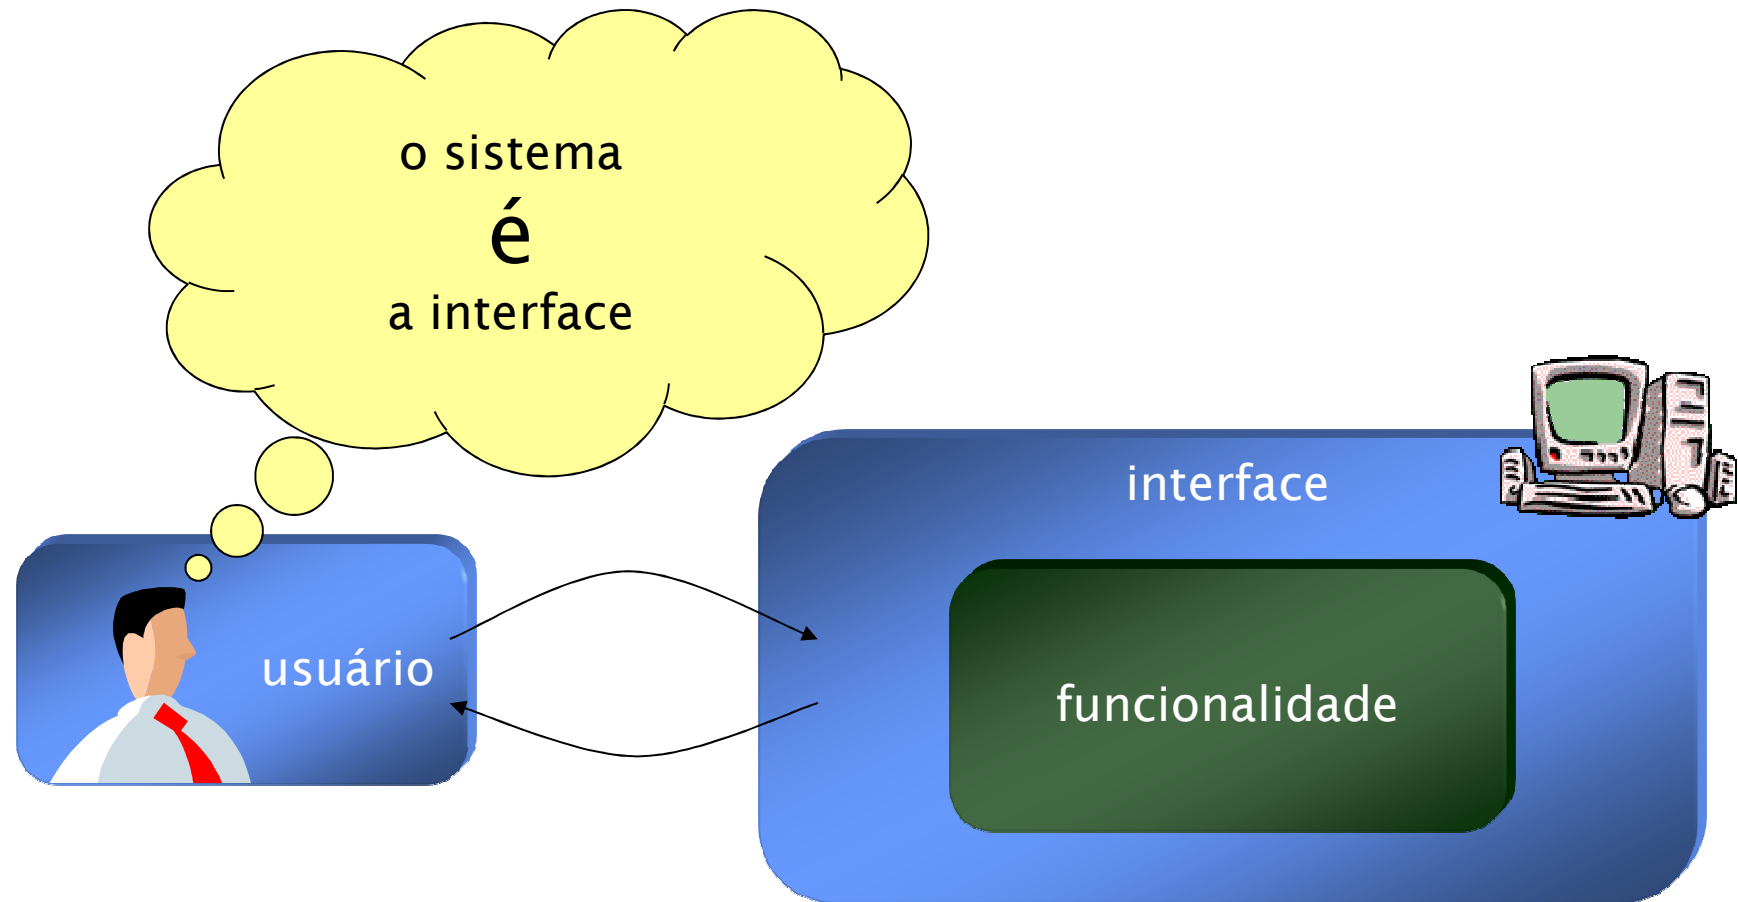 o sistema
é
a interface
interface
usuário
funcionalidade